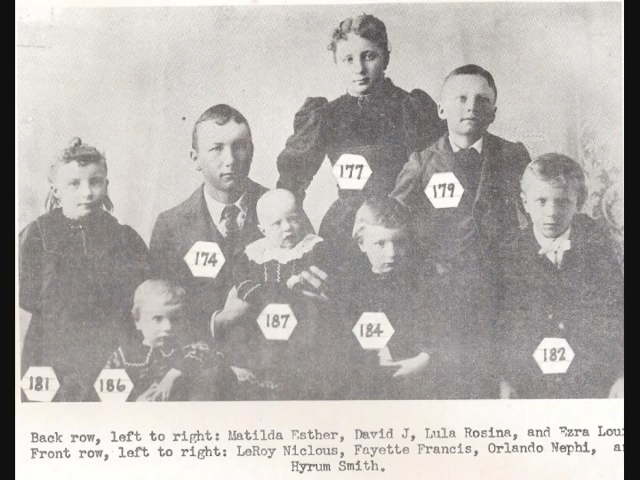 177
179
174
187
184
182
181
186
Back row, left to right: Matilda Esther, David J, Lula Rosina, and Ezra Lou
Front row, left to right: LeRoy Niclous, Fayette Francis, Orlando Nephi,
Hyrum Smith.